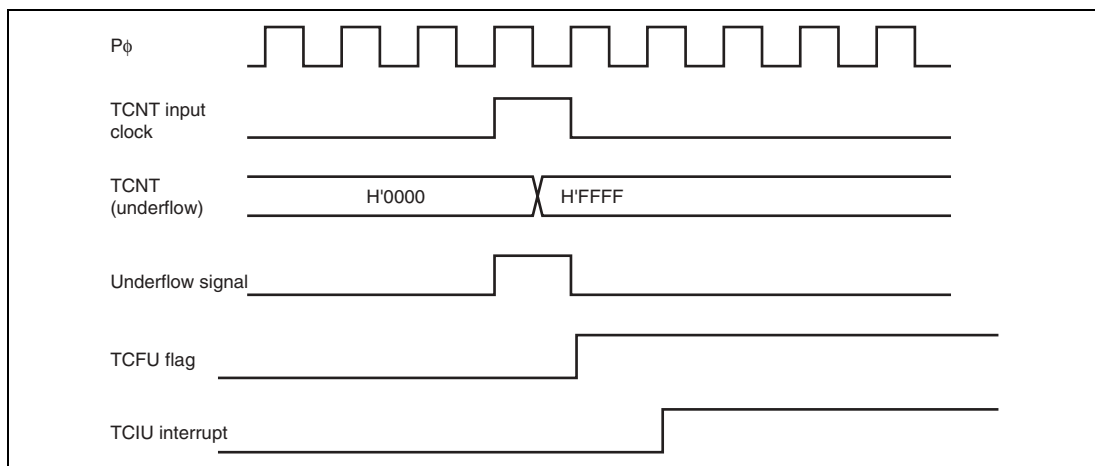 Pϕ
TCNT input
clock
TCNT
(underflow)
H'0000
H'FFFF
Underflow signal
TCFU flag
TCIU interrupt